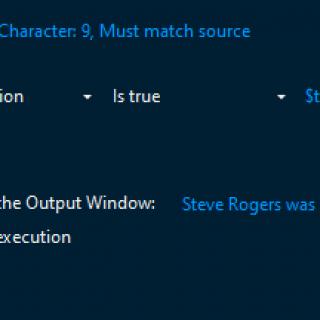 Character: 9, Must match source
ion Is true St
the Output Window: Steve Rogers was
execution